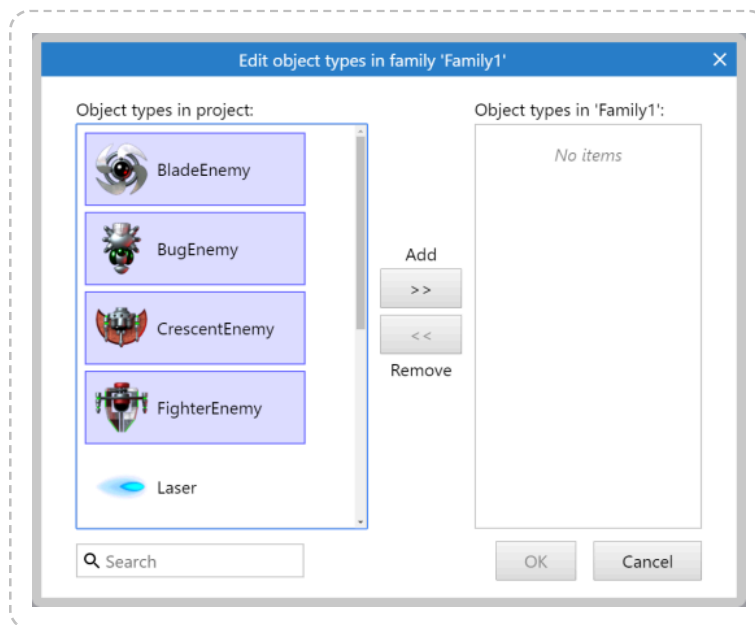 Edit object types in family 'Family1'
Object types in project:
Object types in 'Family1':
BladeEnemy
BugEnemy
CrescentEnemy
FighterEnemy
Laser
No items
Add
>>
<<
Remove
Search
OK
Cancel